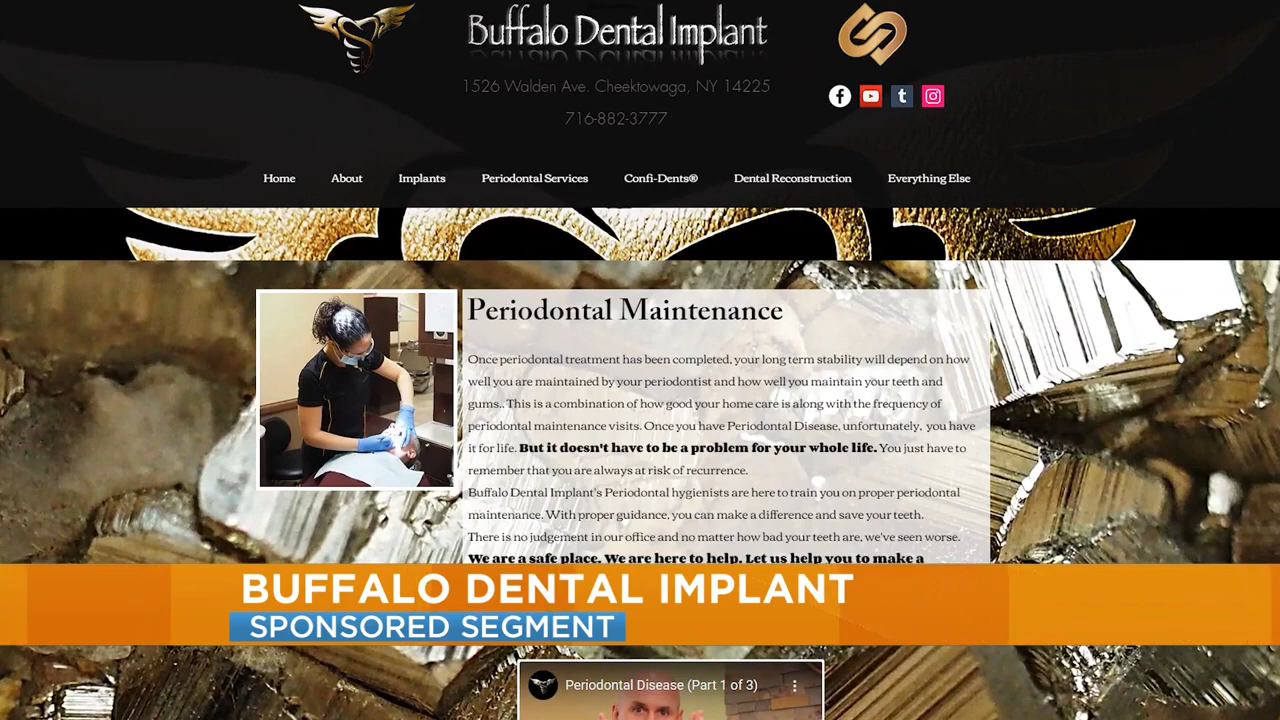 Buffalo Dental Implant
1526 Walden Ave. Cheektowaga, NY 14225
716-882-3777
Home About Implants Periodontal Services Confi-Dents® Dental Reconstruction Everything Else
Periodontal Maintenance
Once periodontal treatment has been completed, your long term stability will depend on how
well you are maintained by your periodontist and how well you maintain your teeth and
gums.. This is a combination of how good your home care is along with the frequency of
periodontal maintenance visits. Once you have Periodontal Disease, unfortunately, you have
it for life. But it doesn't have to be a problem for your whole life. You just have to
remember that you are always at risk of recurrence.
Buffalo Dental Implant's Periodontal hygienists are here to train you on proper periodontal
maintenance. With proper guidance, you can make a difference and save your teeth.
There is no judgement in our office and no matter how bad your teeth are, we've seen worse.
We are a safe place. We are here to help. Let us help you to make a
BUFFALO DENTAL IMPLANT
SPONSORED SEGMENT
Periodontal Disease (Part 1 of 3)